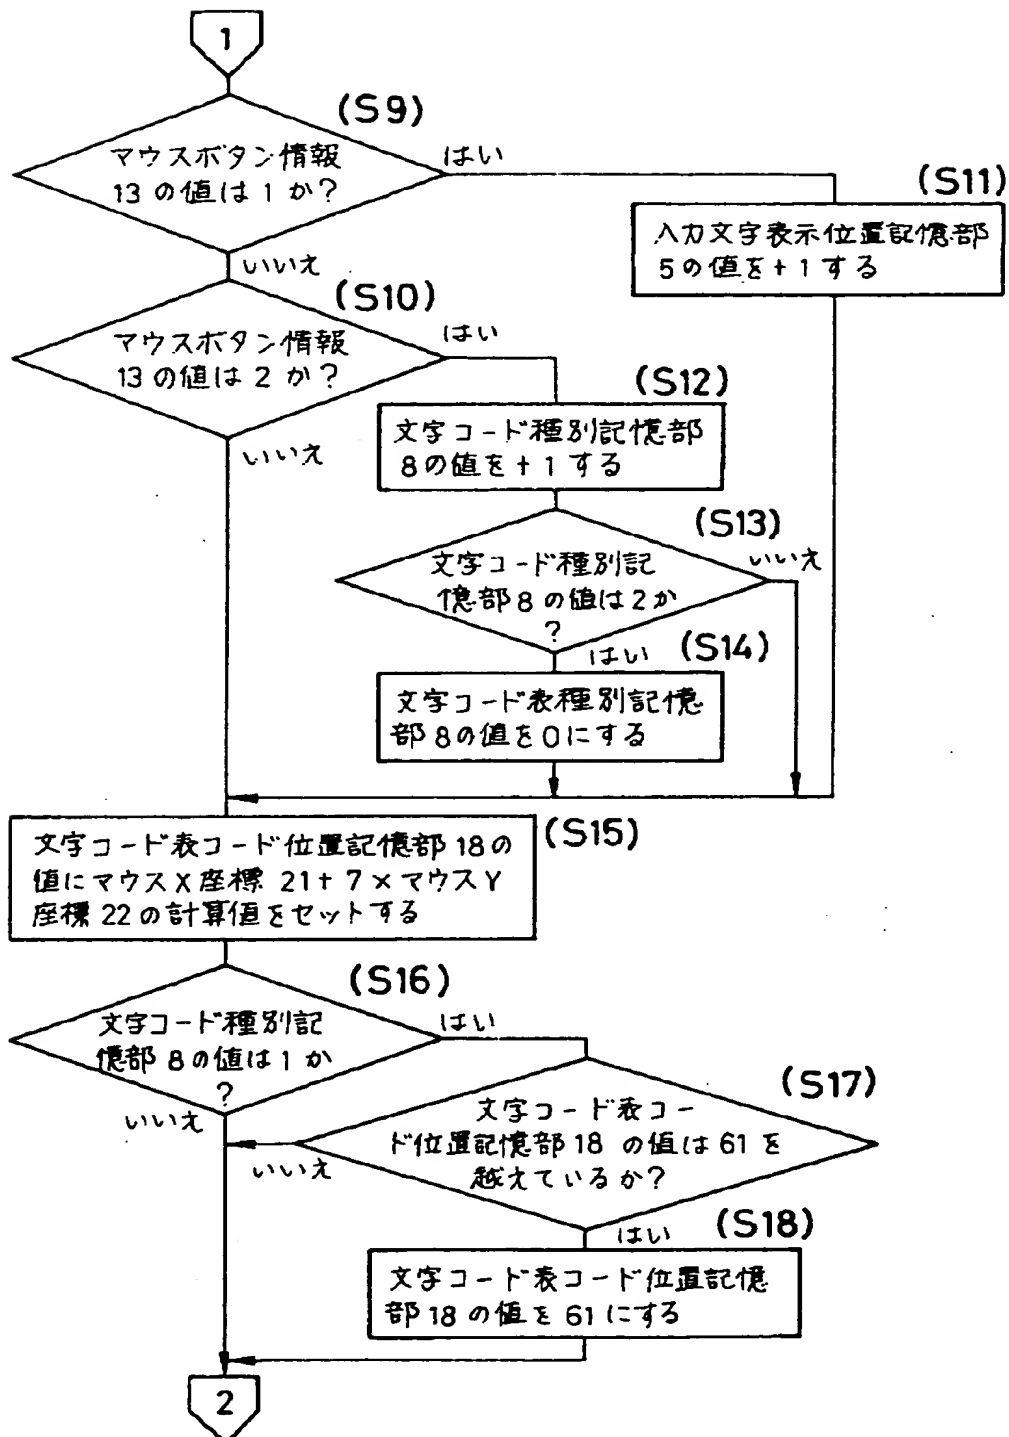 1
(S9)
マウスボタン情報
13の値は1か?
はい
いいえ
(S11)
入力文字表示位置記憶部
5の値を+1する
(S10)
マウスボタン情報
13の値は2か?
はい
いいえ
(S12)
文字コード種別記憶部
8の値を+1する
(S13)
文字コード種別記
憶部8の値は2か
?
いいえ
はい
(S14)
文字コード表種別記憶
部8の値を0にする
(S15)
文字コード表コード位置記憶部18の
値にマウスX座標21+7×マウスY
座標22の計算値をセットする
(S16)
文字コード種別記
憶部8の値は1か
?
はい
いいえ
(S17)
文字コード表コー
ド位置記憶部18の値は61を
越えているか?
いいえ
はい
(S18)
文字コード表コード位置記憶
部18の値を61にする
2